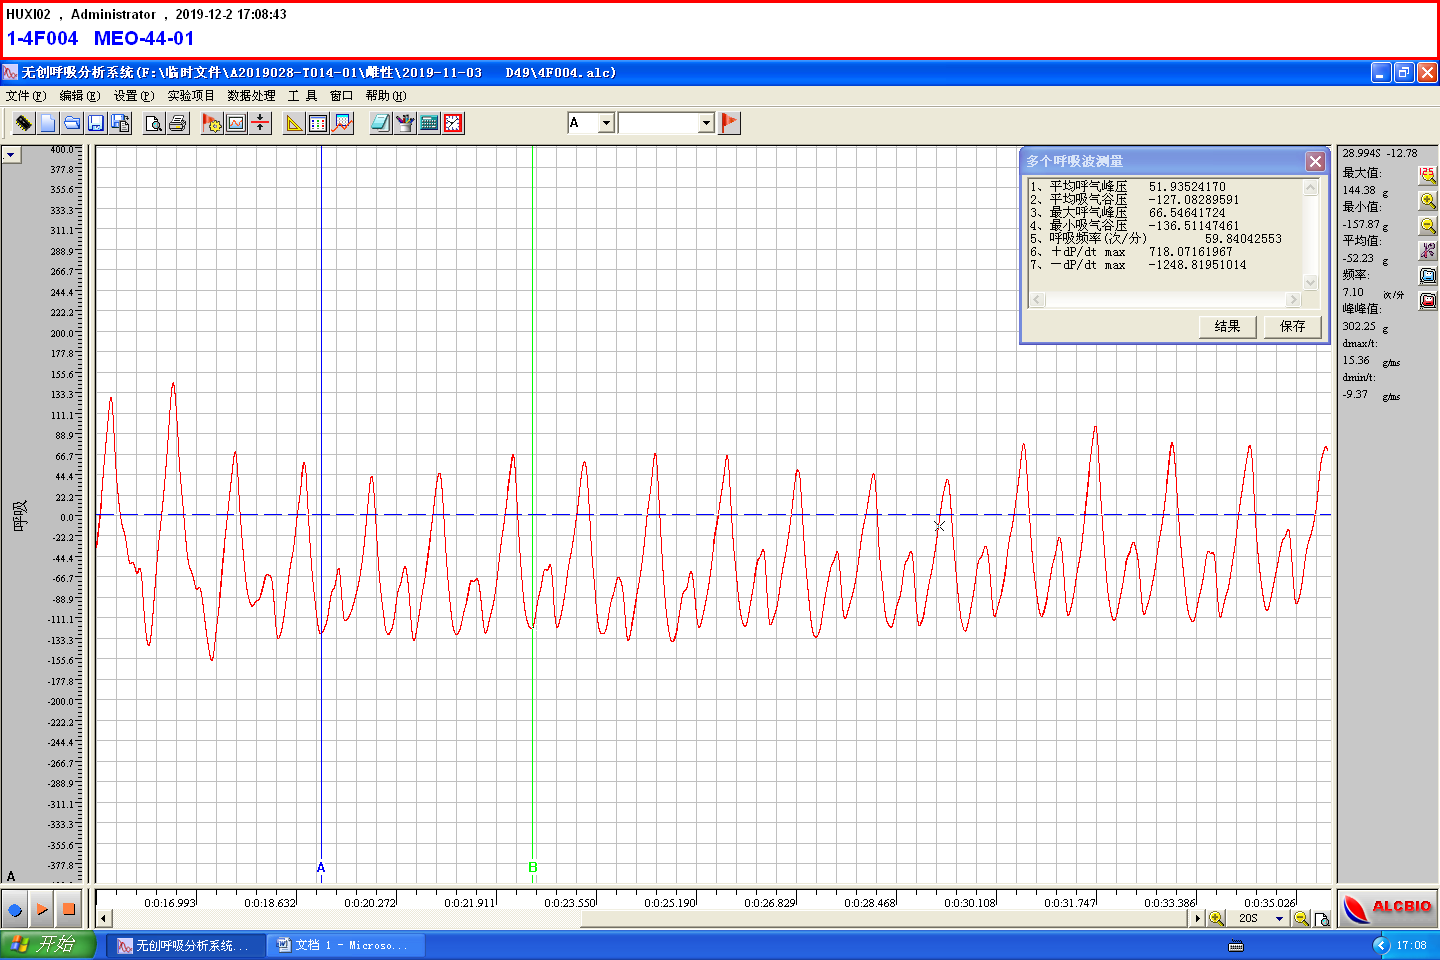 HUXI02 , Administrator , 2019-12-2 17:08:43
1-4F004 MEO-44-01
无创呼吸分析系统(F:\临时文件\A2019028-T014-01\雌性\2019-11-03 D49\4F004.alc)
文件(F) 编辑(E) 设置(P) 实验项目 数据处理 工具 窗口 帮助(H)
A
400.0
377.8
355.6
333.3
311.1
288.9
266.7
244.4
222.2
200.0
177.8
155.6
133.3
111.1
88.9
66.7
44.4
22.2
0.0
-22.2
-44.4
-66.7
-88.9
-111.1
-133.3
-155.6
-177.8
-200.0
-222.2
-244.4
-266.7
-288.9
-311.1
-333.3
-355.6
-377.8
呼吸
A
A
B
多个呼吸波测量
1、平均呼气峰压 51.93524170
2、平均吸气谷压 -127.08289591
3、最大呼气峰压 66.54641724
4、最小吸气谷压 -136.51147461
5、呼吸频率(次/分) 59.84042553
6、＋dP/dt max 718.07161967
7、－dP/dt max -1248.81951014
结果 保存
28.994S -12.78
最大值:
144.38 g
最小值:
-157.87 g
平均值:
-52.23 g
频率:
7.10 次/分
峰峰值:
302.25 g
dmax/t:
15.36 g/ms
dmin/t:
-9.37 g/ms
125
0:0:16.993 0:0:18.632 0:0:20.272 0:0:21.911 0:0:23.550 0:0:25.190 0:0:26.829 0:0:28.468 0:0:30.108 0:0:31.747 0:0:33.386 0:0:35.026
20S
ALCBIO
开始 无创呼吸分析系统... 文档 1 - Microso... 17:08